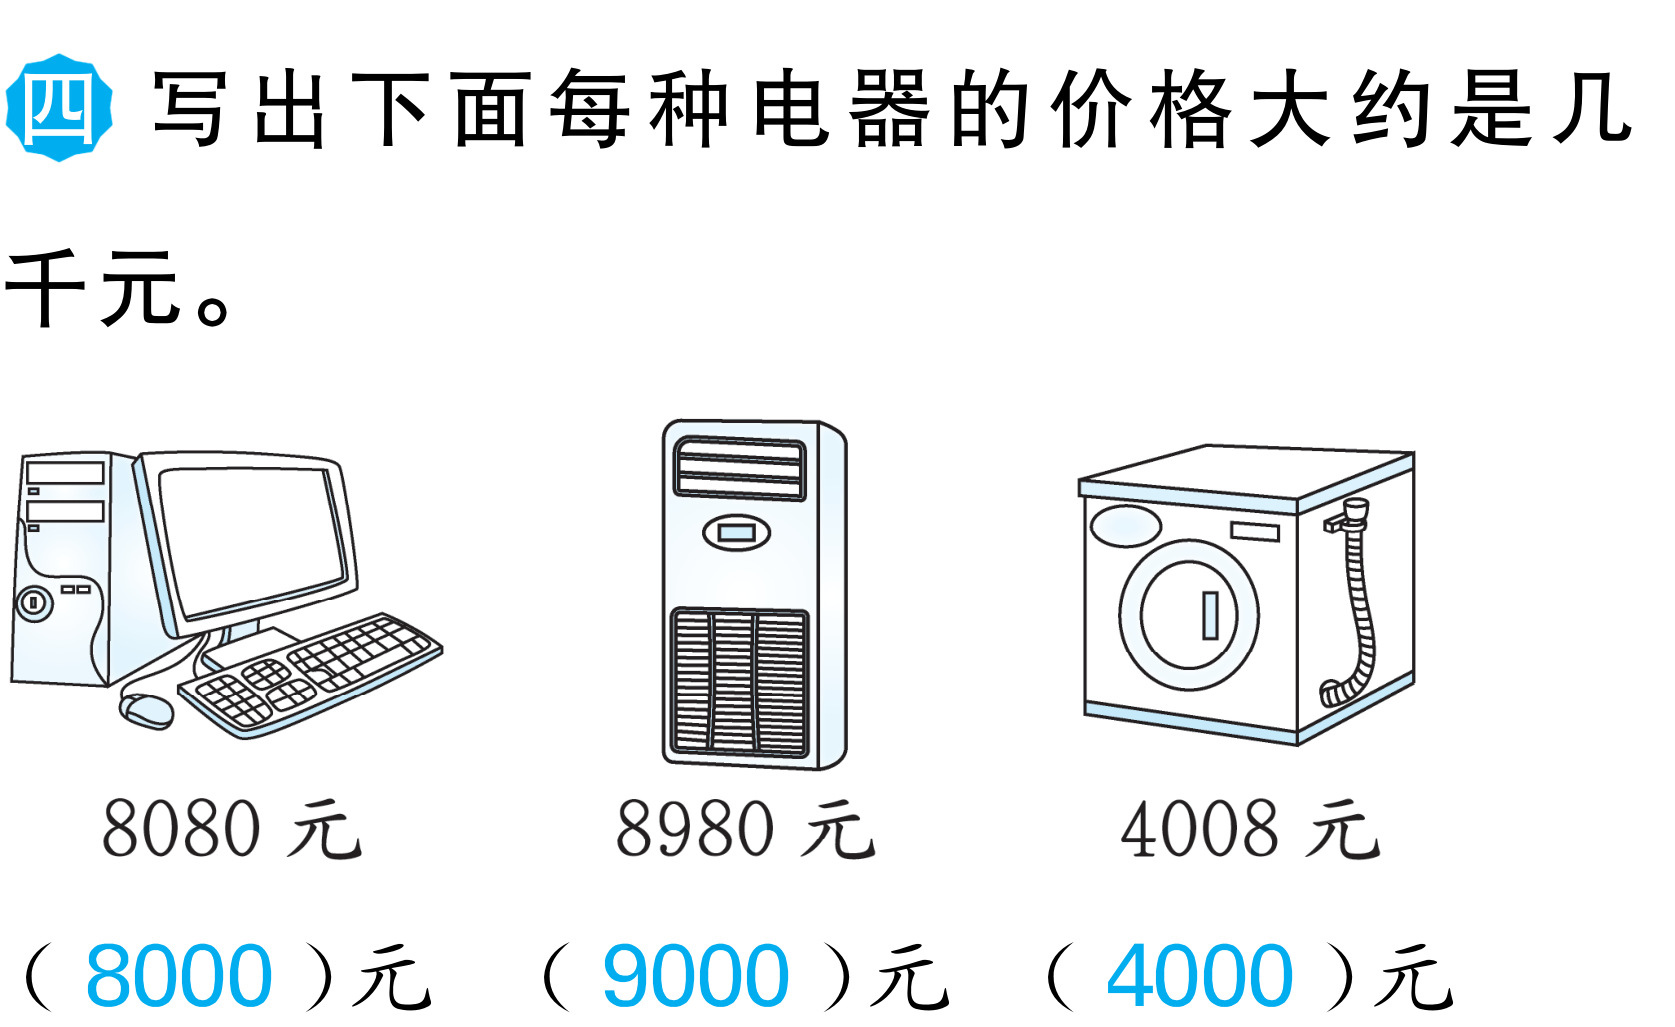 四 写出下面每种电器的价格大约是几
千元。
8080 元 8980 元 4008 元
（ 8000 ）元 （ 9000 ）元 （ 4000 ）元